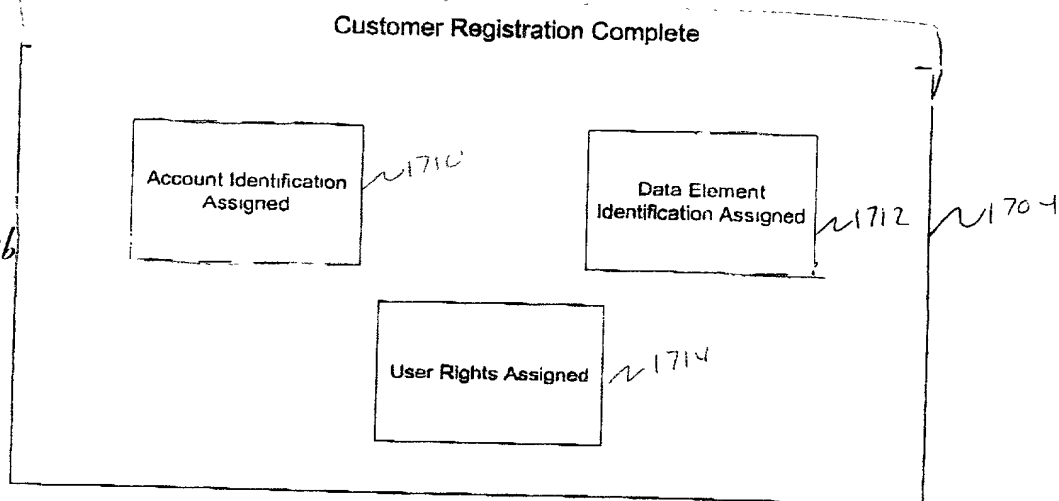 Customer Registration Complete
Account Identification
Assigned
1710
Data Element
Identification Assigned
1712
1704
User Rights Assigned
1714